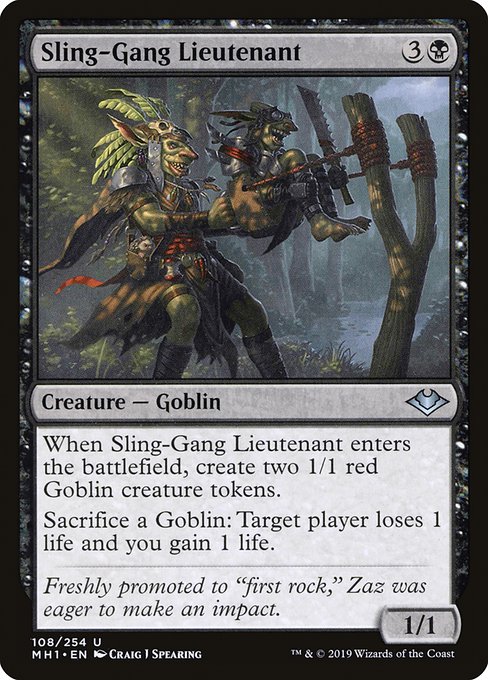 Sling-Gang Lieutenant 3
Creature — Goblin
When Sling-Gang Lieutenant enters
the battlefield, create two 1/1 red
Goblin creature tokens.
Sacrifice a Goblin: Target player loses 1
life and you gain 1 life.
Freshly promoted to “first rock,” Zaz was
eager to make an impact.
1/1
108/254 U
MH1 • EN Craig J Spearing
™ & © 2019 Wizards of the Coast